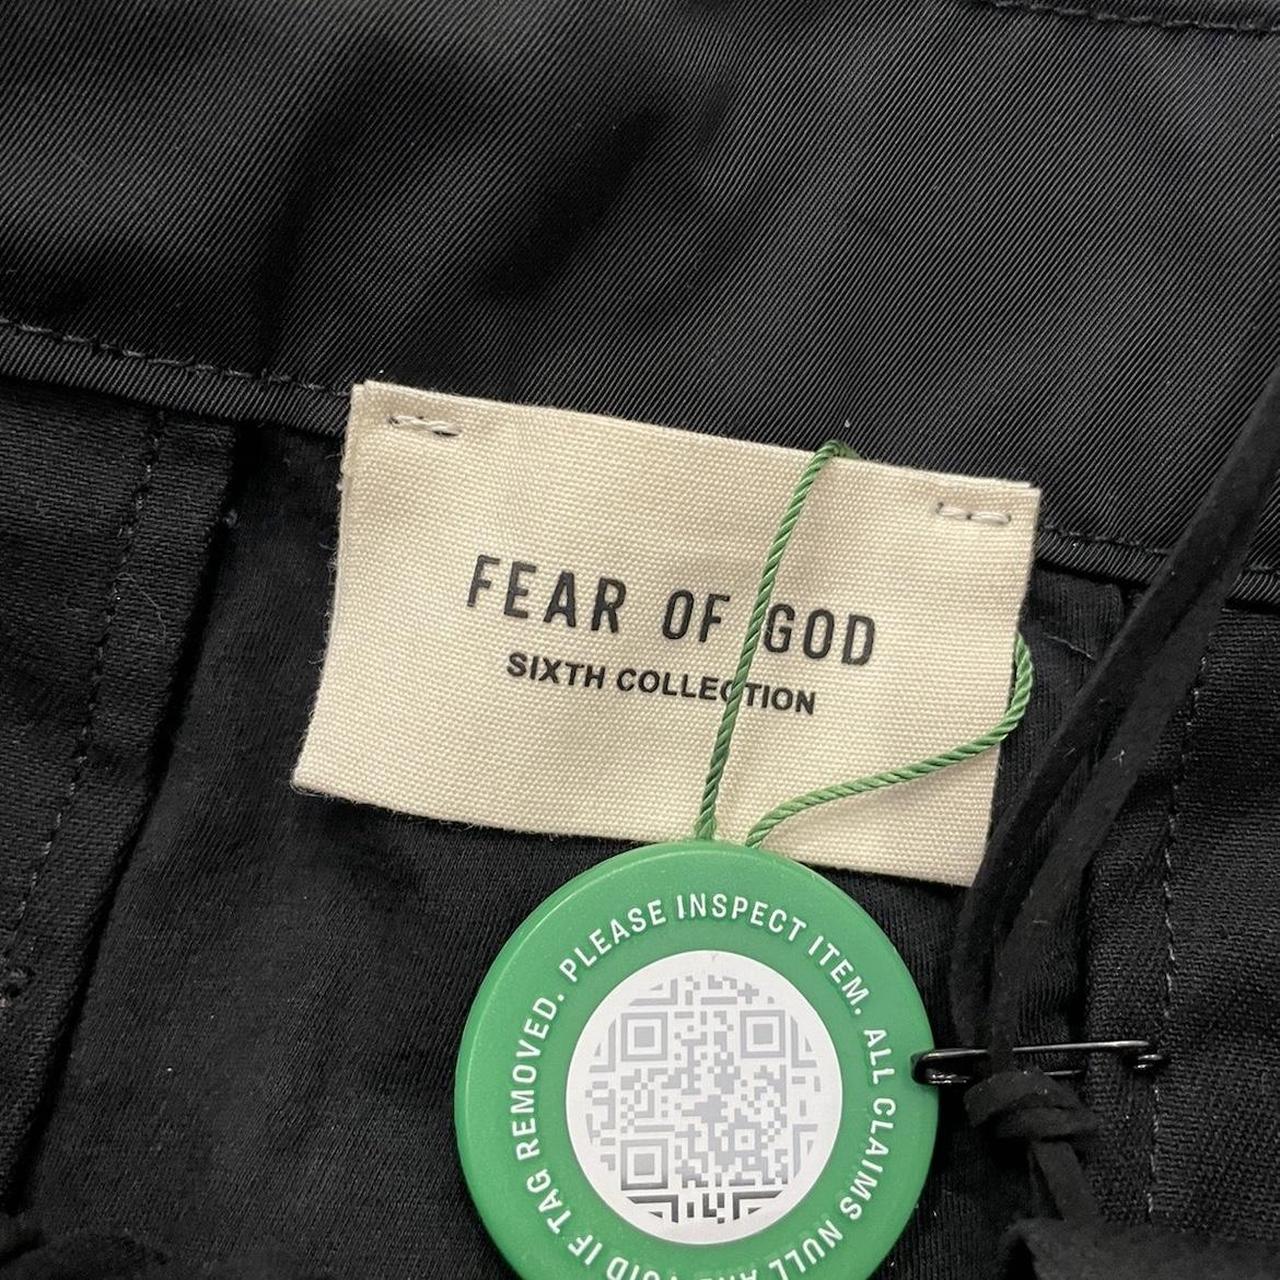 FEAR OF GOD
SIXTH COLLECTION
PLEASE INSPECT ITEM. ALL CLAIMS NULL AND VOID IF TAG REMOVED.